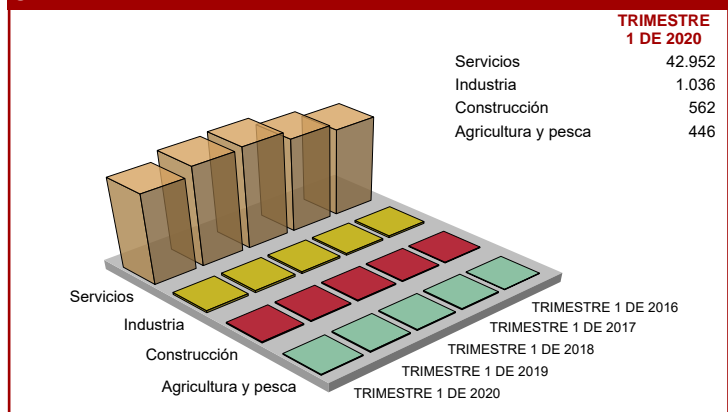 TRIMESTRE
1 DE 2020
Servicios 42.952
Industria 1.036
Construcción 562
Agricultura y pesca 446
Servicios
Industria
Construcción
Agricultura y pesca
TRIMESTRE 1 DE 2016
TRIMESTRE 1 DE 2017
TRIMESTRE 1 DE 2018
TRIMESTRE 1 DE 2019
TRIMESTRE 1 DE 2020